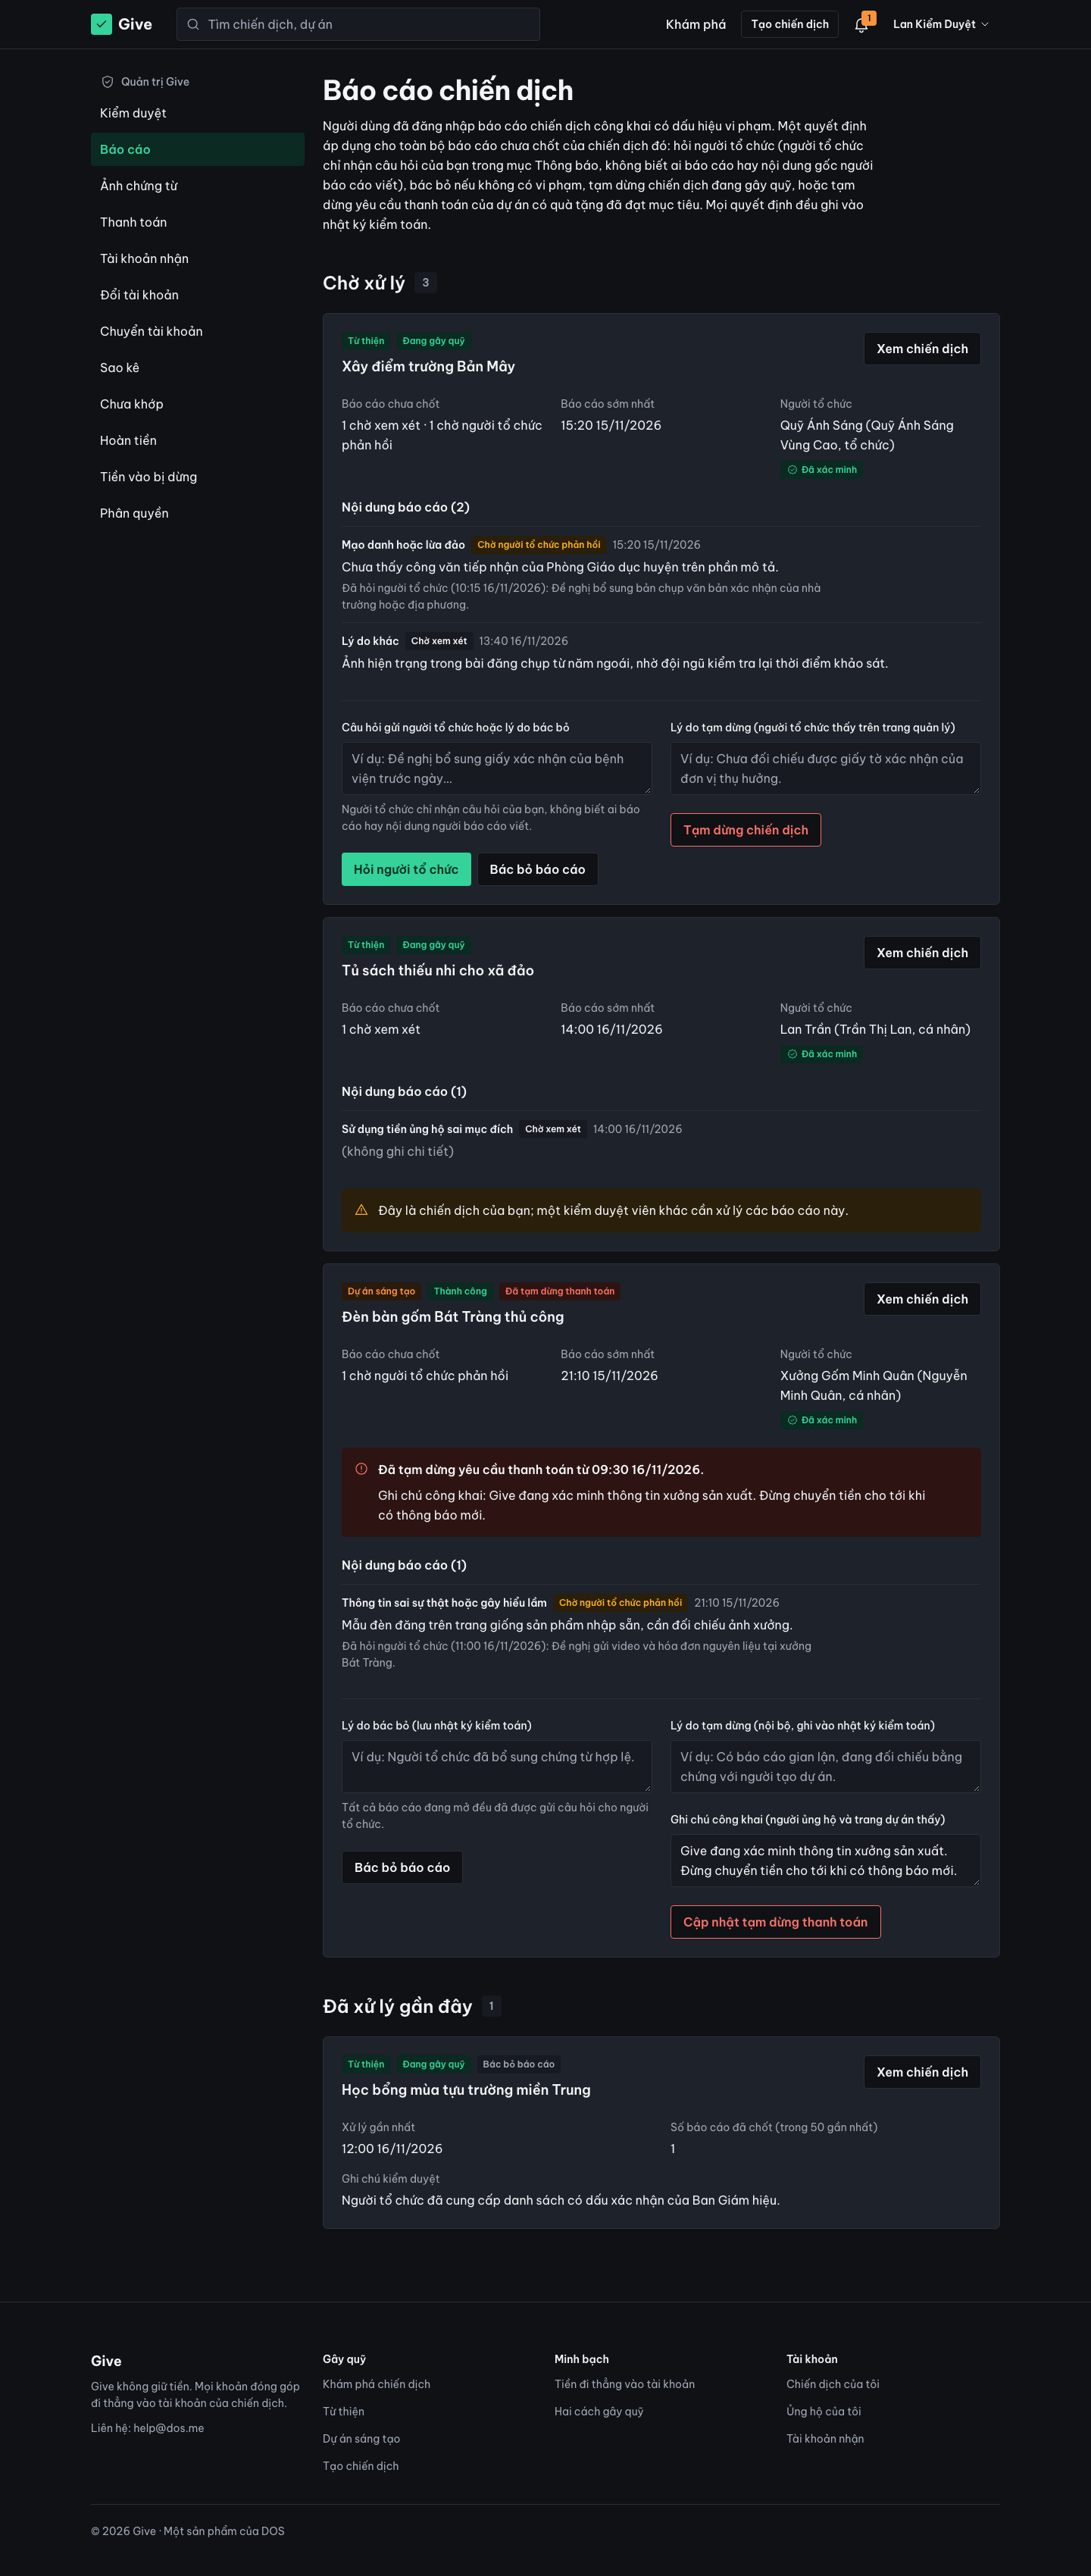 Give
Tìm chiến dịch, dự án
Khám phá
Tạo chiến dịch
1
Lan Kiểm Duyệt
Quản trị Give
Kiểm duyệt
Báo cáo
Ảnh chứng từ
Thanh toán
Tài khoản nhận
Đổi tài khoản
Chuyển tài khoản
Sao kê
Chưa khớp
Hoàn tiền
Tiền vào bị dừng
Phân quyền
Báo cáo chiến dịch
Người dùng đã đăng nhập báo cáo chiến dịch công khai có dấu hiệu vi phạm. Một quyết định
áp dụng cho toàn bộ báo cáo chưa chốt của chiến dịch đó: hỏi người tổ chức (người tổ chức
chỉ nhận câu hỏi của bạn trong mục Thông báo, không biết ai báo cáo hay nội dung gốc người
báo cáo viết), bác bỏ nếu không có vi phạm, tạm dừng chiến dịch đang gây quỹ, hoặc tạm
dừng yêu cầu thanh toán của dự án có quà tặng đã đạt mục tiêu. Mọi quyết định đều ghi vào
nhật ký kiểm toán.
Chờ xử lý 3
Từ thiện Đang gây quỹ
Xây điểm trường Bản Mây
Xem chiến dịch
Báo cáo chưa chốt
1 chờ xem xét · 1 chờ người tổ chức
phản hồi
Báo cáo sớm nhất
15:20 15/11/2026
Người tổ chức
Quỹ Ánh Sáng (Quỹ Ánh Sáng
Vùng Cao, tổ chức)
Đã xác minh
Nội dung báo cáo (2)
Mạo danh hoặc lừa đảo Chờ người tổ chức phản hồi 15:20 15/11/2026
Chưa thấy công văn tiếp nhận của Phòng Giáo dục huyện trên phần mô tả.
Đã hỏi người tổ chức (10:15 16/11/2026): Đề nghị bổ sung bản chụp văn bản xác nhận của nhà
trường hoặc địa phương.
Lý do khác Chờ xem xét 13:40 16/11/2026
Ảnh hiện trạng trong bài đăng chụp từ năm ngoái, nhờ đội ngũ kiểm tra lại thời điểm khảo sát.
Câu hỏi gửi người tổ chức hoặc lý do bác bỏ
Ví dụ: Đề nghị bổ sung giấy xác nhận của bệnh
viện trước ngày...
Người tổ chức chỉ nhận câu hỏi của bạn, không biết ai báo
cáo hay nội dung người báo cáo viết.
Hỏi người tổ chức
Bác bỏ báo cáo
Lý do tạm dừng (người tổ chức thấy trên trang quản lý)
Ví dụ: Chưa đối chiếu được giấy tờ xác nhận của
đơn vị thụ hưởng.
Tạm dừng chiến dịch
Từ thiện Đang gây quỹ
Tủ sách thiếu nhi cho xã đảo
Xem chiến dịch
Báo cáo chưa chốt
1 chờ xem xét
Báo cáo sớm nhất
14:00 16/11/2026
Người tổ chức
Lan Trần (Trần Thị Lan, cá nhân)
Đã xác minh
Nội dung báo cáo (1)
Sử dụng tiền ủng hộ sai mục đích Chờ xem xét 14:00 16/11/2026
(không ghi chi tiết)
Đây là chiến dịch của bạn; một kiểm duyệt viên khác cần xử lý các báo cáo này.
Dự án sáng tạo Thành công Đã tạm dừng thanh toán
Đèn bàn gốm Bát Tràng thủ công
Xem chiến dịch
Báo cáo chưa chốt
1 chờ người tổ chức phản hồi
Báo cáo sớm nhất
21:10 15/11/2026
Người tổ chức
Xưởng Gốm Minh Quân (Nguyễn
Minh Quân, cá nhân)
Đã xác minh
Đã tạm dừng yêu cầu thanh toán từ 09:30 16/11/2026.
Ghi chú công khai: Give đang xác minh thông tin xưởng sản xuất. Đừng chuyển tiền cho tới khi
có thông báo mới.
Nội dung báo cáo (1)
Thông tin sai sự thật hoặc gây hiểu lầm Chờ người tổ chức phản hồi 21:10 15/11/2026
Mẫu đèn đăng trên trang giống sản phẩm nhập sẵn, cần đối chiếu ảnh xưởng.
Đã hỏi người tổ chức (11:00 16/11/2026): Đề nghị gửi video và hóa đơn nguyên liệu tại xưởng
Bát Tràng.
Lý do bác bỏ (lưu nhật ký kiểm toán)
Ví dụ: Người tổ chức đã bổ sung chứng từ hợp lệ.
Tất cả báo cáo đang mở đều đã được gửi câu hỏi cho người
tổ chức.
Bác bỏ báo cáo
Lý do tạm dừng (nội bộ, ghi vào nhật ký kiểm toán)
Ví dụ: Có báo cáo gian lận, đang đối chiếu bằng
chứng với người tạo dự án.
Ghi chú công khai (người ủng hộ và trang dự án thấy)
Give đang xác minh thông tin xưởng sản xuất.
Đừng chuyển tiền cho tới khi có thông báo mới.
Cập nhật tạm dừng thanh toán
Đã xử lý gần đây 1
Từ thiện Đang gây quỹ Bác bỏ báo cáo
Học bổng mùa tựu trường miền Trung
Xem chiến dịch
Xử lý gần nhất
12:00 16/11/2026
Số báo cáo đã chốt (trong 50 gần nhất)
1
Ghi chú kiểm duyệt
Người tổ chức đã cung cấp danh sách có dấu xác nhận của Ban Giám hiệu.
Give
Give không giữ tiền. Mọi khoản đóng góp
đi thẳng vào tài khoản của chiến dịch.
Liên hệ: help@dos.me
Gây quỹ
Khám phá chiến dịch
Từ thiện
Dự án sáng tạo
Tạo chiến dịch
Minh bạch
Tiền đi thẳng vào tài khoản
Hai cách gây quỹ
Tài khoản
Chiến dịch của tôi
Ủng hộ của tôi
Tài khoản nhận
© 2026 Give · Một sản phẩm của DOS